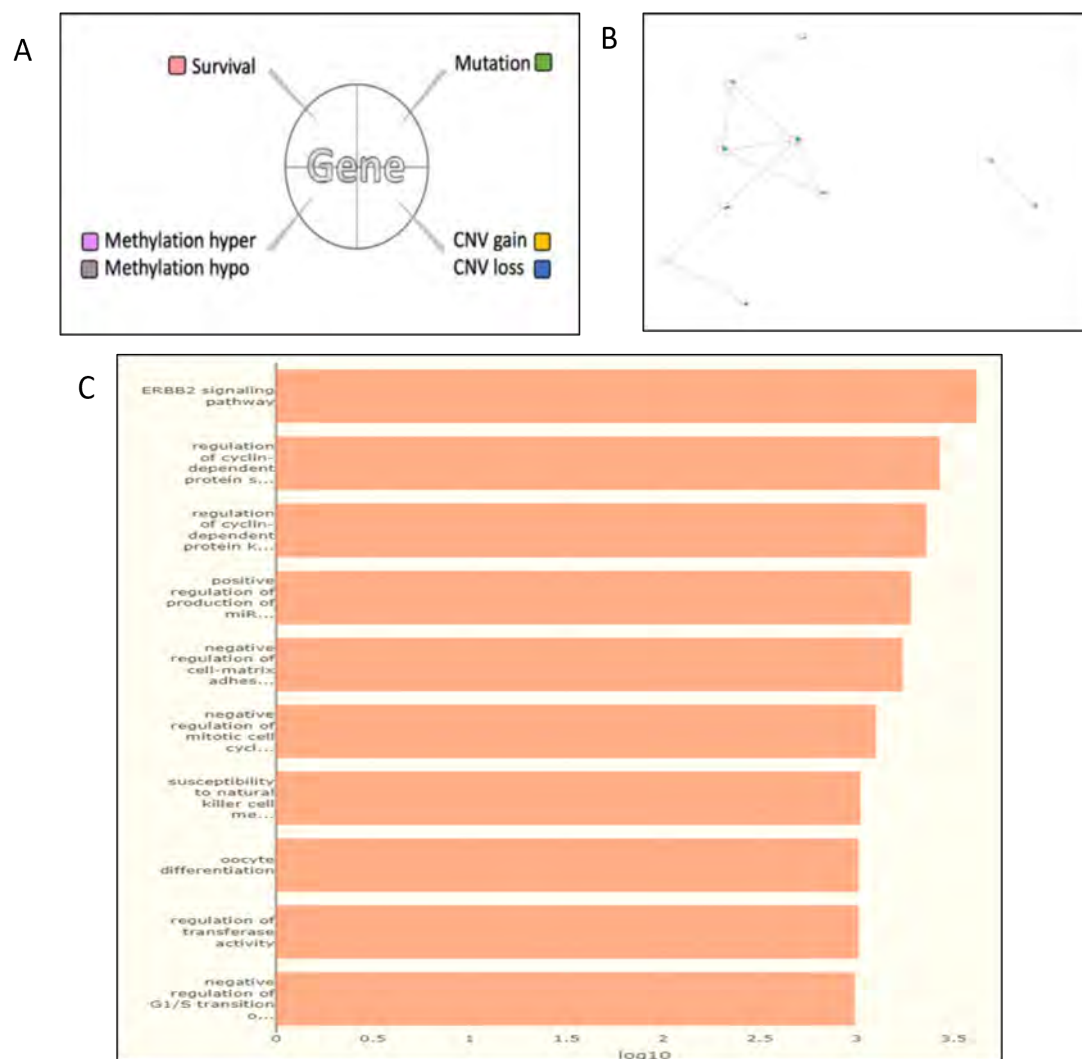 A
Survival
Mutation
Gene
Methylation hyper
Methylation hypo
CNV gain
CNV loss
B
C
ERBB2 signaling
pathway
regulation
of cyclin-
dependent
protein s...
regulation
of cyclin-
dependent
protein k...
positive
regulation of
production of
miR...
negative
regulation of
cell-matrix
adhes...
negative
regulation of
mitotic cell
cycl...
susceptibility
to natural
killer cell
me...
oocyte
differentiation
regulation of
transferase
activity
negative
regulation of
G1/S transition
o...
0
0.5
1
1.5
2
2.5
3
3.5
log10